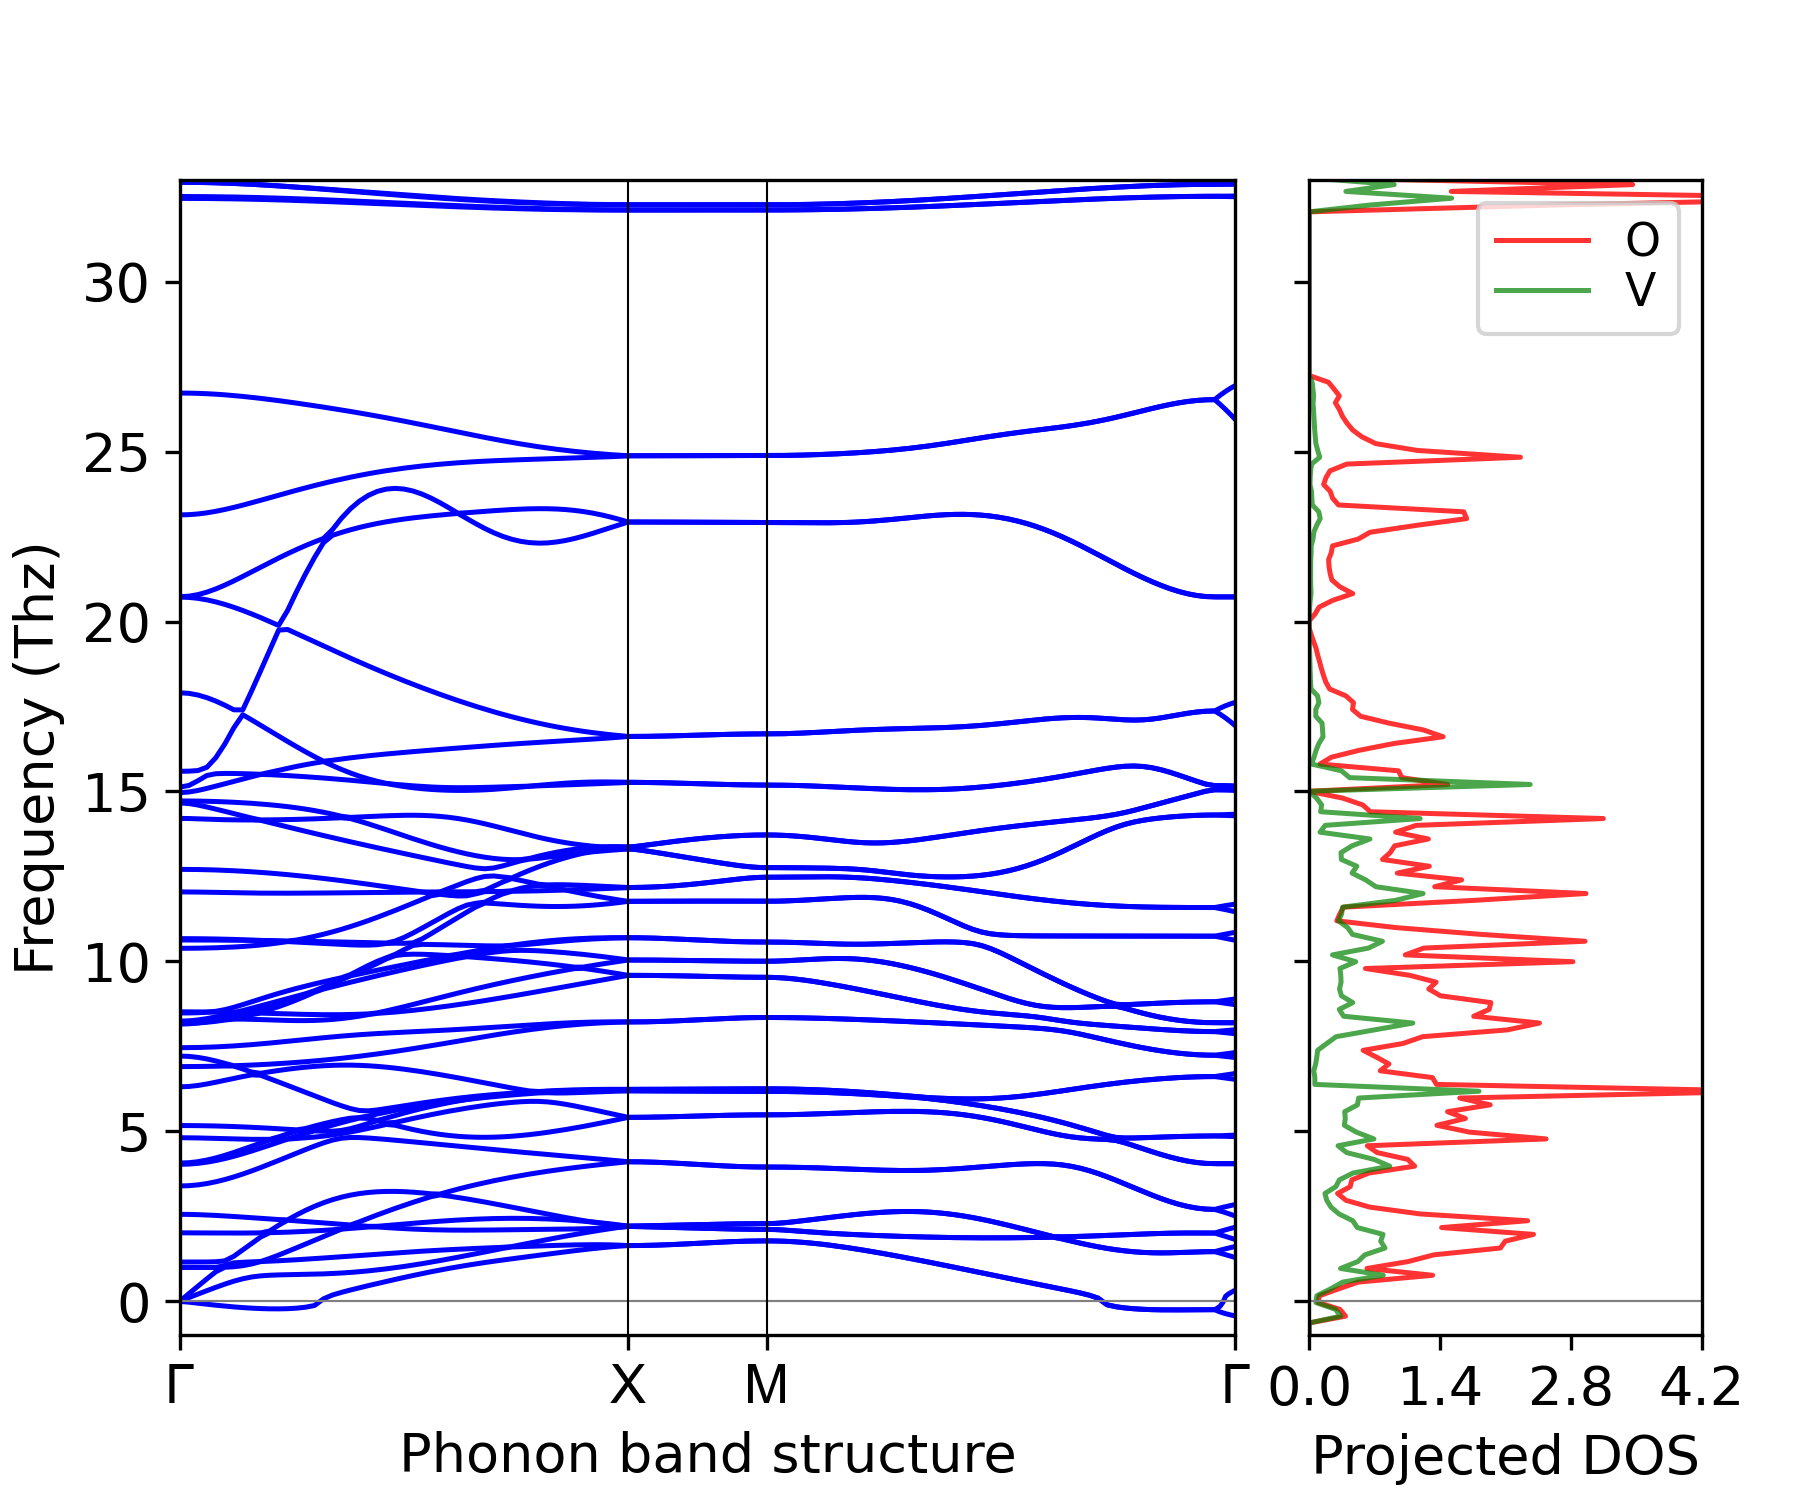 Frequency (Thz)
30
25
20
15
10
5
0
Γ X M Γ
Phonon band structure
O
V
0.0 1.4 2.8 4.2
Projected DOS